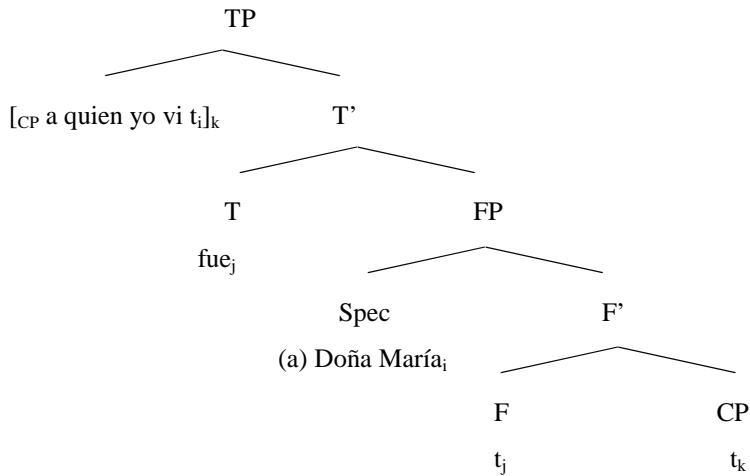 TP
[CP a quien yo vi ti]k T’
T FP
fuej
Spec F’
(a) Doña Maríai
F CP
tj tk